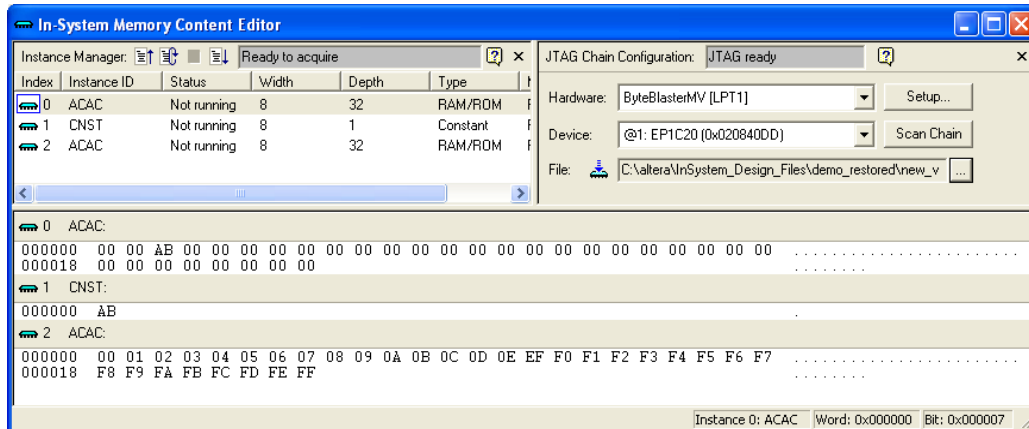 In-System Memory Content Editor
Instance Manager: Ready to acquire
Index Instance ID Status Width Depth Type
0 ACAC Not running 8 32 RAM/ROM
1 CNST Not running 8 1 Constant
2 ACAC Not running 8 32 RAM/ROM
JTAG Chain Configuration: JTAG ready
Hardware: ByteBlasterMV [LPT1] Setup...
Device: @1: EP1C20 (0x020840DD) Scan Chain
File: C:\altera\InSystem_Design_Files\demo_restored\new_v ...
0 ACAC:
000000 00 00 AB 00 00 00 00 00 00 00 00 00 00 00 00 00 00 00 00 00 00 00 00 00 ........................
000018 00 00 00 00 00 00 00 00 ........
1 CNST:
000000 AB .
2 ACAC:
000000 00 01 02 03 04 05 06 07 08 09 0A 0B 0C 0D 0E EF F0 F1 F2 F3 F4 F5 F6 F7 ........................
000018 F8 F9 FA FB FC FD FE FF ........
Instance 0: ACAC Word: 0x000000 Bit: 0x000007